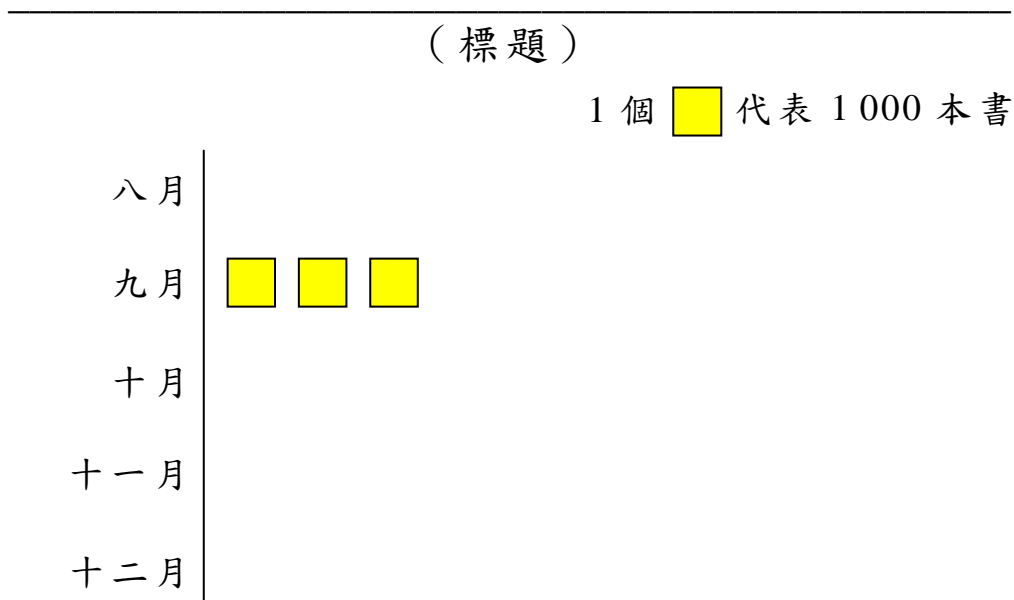 （標題）
1 個 代表 1 000 本書
八月
九月
十月
十一月
十二月